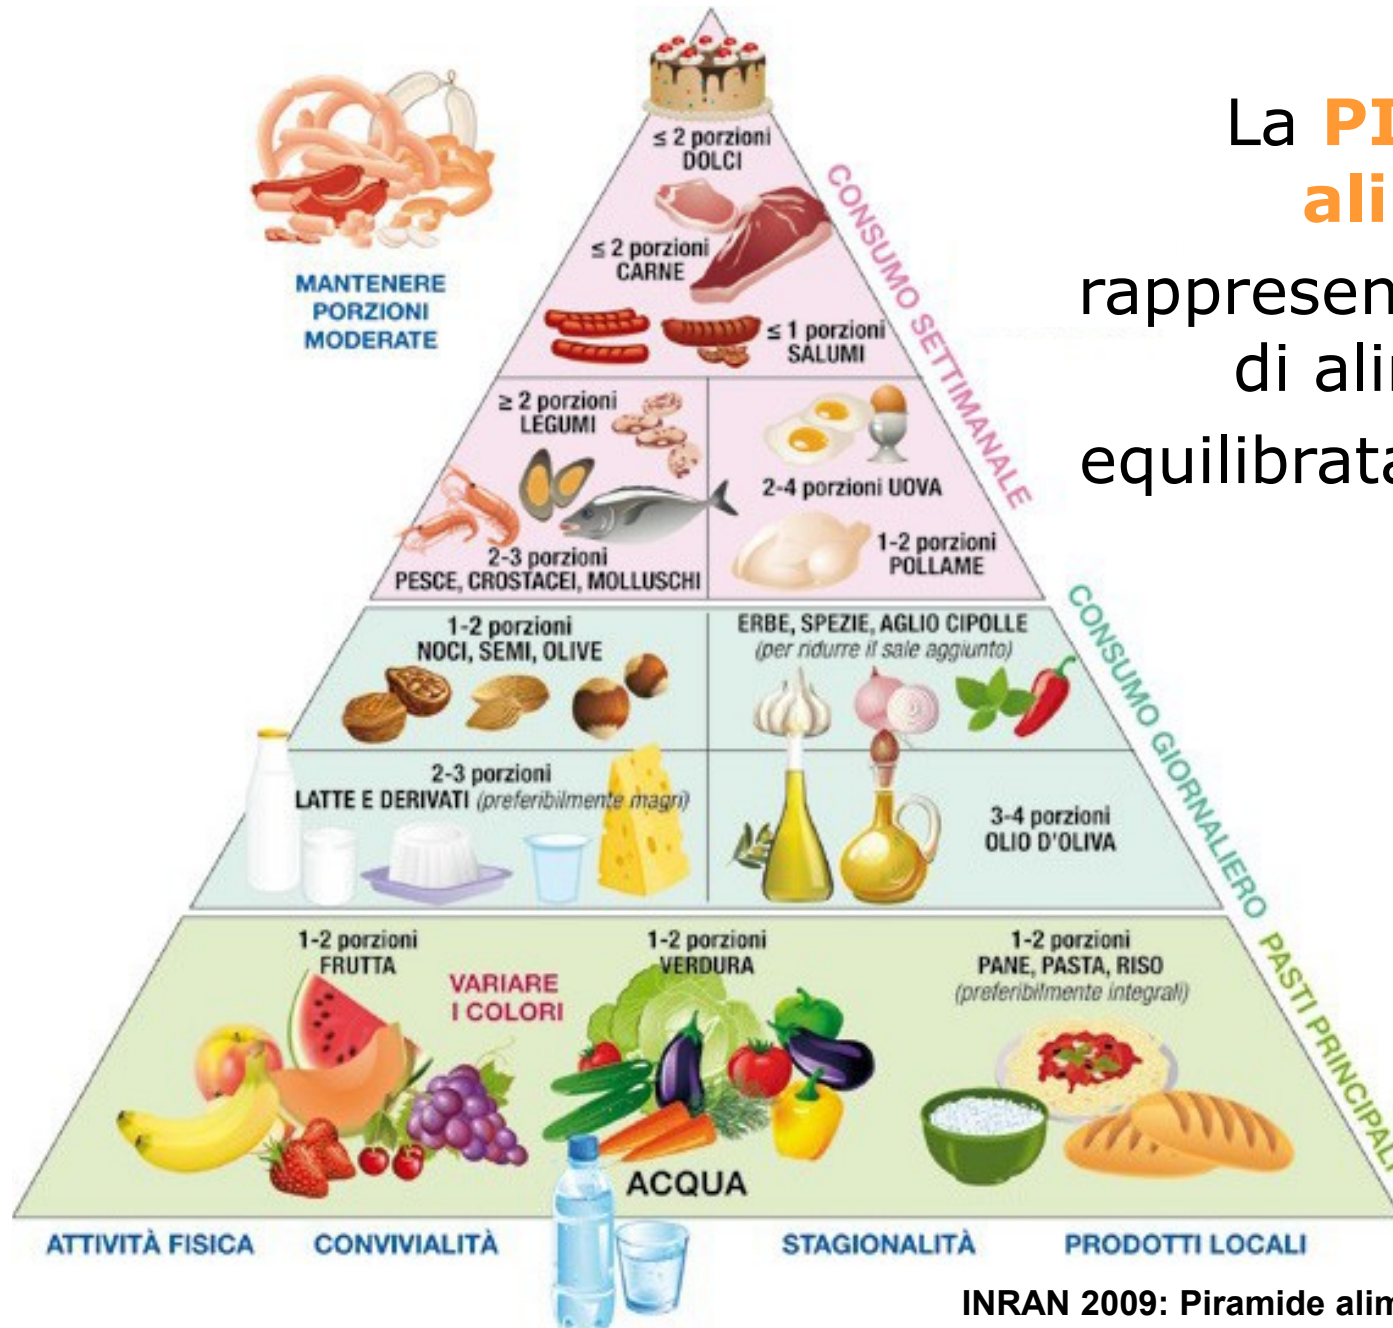 La PI
ali
rappresen
di ali
equilibrata
MANTENERE
PORZIONI
MODERATE
≤ 2 porzioni
DOLCI
≤ 2 porzioni
CARNE
≤ 1 porzioni
SALUMI
CONSUMO SETTIMANALE
≥ 2 porzioni
LEGUMI
2-3 porzioni
PESCE, CROSTACEI, MOLLUSCHI
2-4 porzioni UOVA
1-2 porzioni
POLLAME
1-2 porzioni
NOCI, SEMI, OLIVE
ERBE, SPEZIE, AGLIO CIPOLLE
(per ridurre il sale aggiunto)
CONSUMO GIORNALIERO
2-3 porzioni
LATTE E DERIVATI (preferibilmente magri)
3-4 porzioni
OLIO D'OLIVA
1-2 porzioni
FRUTTA
VARIARE
I COLORI
1-2 porzioni
VERDURA
1-2 porzioni
PANE, PASTA, RISO
(preferibilmente integrali)
PASTI PRINCIPALI
ACQUA
ATTIVITÀ FISICA
CONVIVIALITÀ
STAGIONALITÀ
PRODOTTI LOCALI
INRAN 2009: Piramide alim